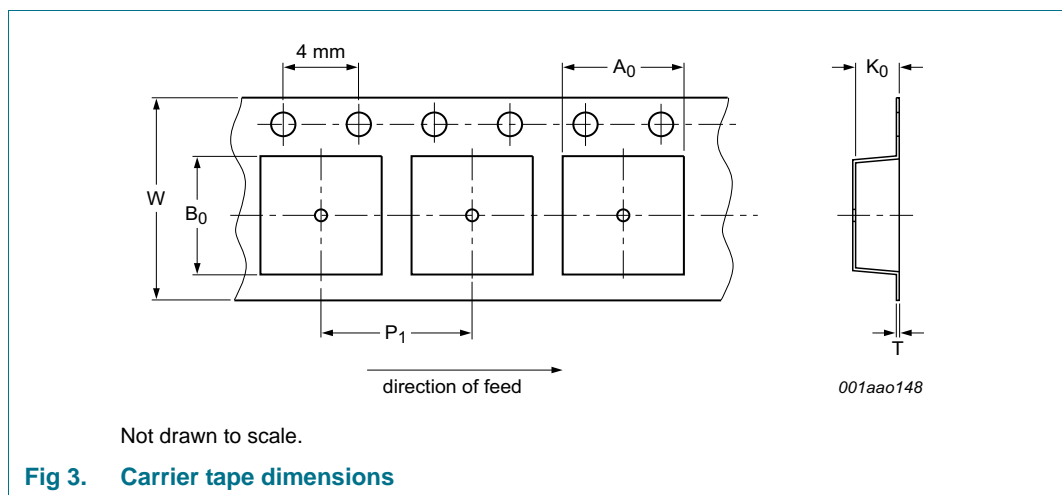 4 mm
A0
K0
W
B0
P1
T
direction of feed
001aao148
Not drawn to scale.
Fig 3. Carrier tape dimensions